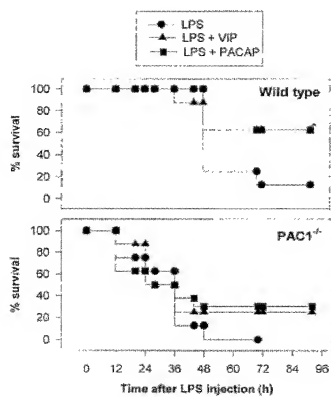 LPS
LPS + VIP
LPS + PACAP
Wild type
100
80
60
40
20
0
% survival
*
PAC1-/-
100
80
60
40
20
0
% survival
0 12 24 36 48 60 72 84 96
Time after LPS injection (h)